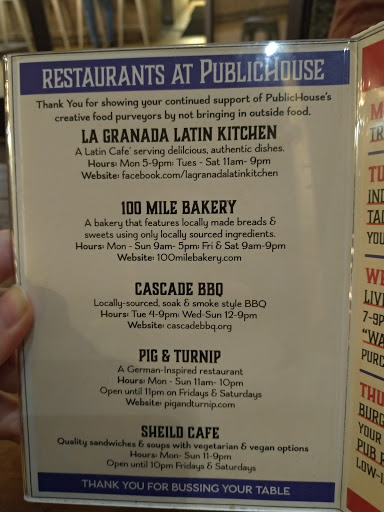 RESTAURANTS AT PUBLICHOUSE
Thank You for showing your continued support of PublicHouse's
creative food purveyors by not bringing in outside food.
LA GRANADA LATIN KITCHEN
A Latin Cafe' serving delilcious, authentic dishes.
Hours: Mon 5-9pm: Tues - Sat 11am- 9pm
Website: facebook.com/lagranadalatinkitchen
100 MILE BAKERY
A bakery that features locally made breads &
sweets using only locally sourced ingredients.
Hours: Mon - Sun 9am- 5pm: Fri & Sat 9am-9pm
Website: 100milebakery.com
CASCADE BBQ
Locally-sourced, soak & smoke style BBQ
Hours: Tue 4-9pm: Wed-Sun 12-9pm
Website: cascadebbq.org
PIG & TURNIP
A German-Inspired restaurant
Hours: Mon - Sun 11am- 10pm
Open until 11pm on Fridays & Saturdays
Website: pigandturnip.com
SHEILD CAFE
Quality sandwiches & soups with vegetarian & vegan options
Hours: Mon- Sun 11-9pm
Open until 10pm Fridays & Saturdays
THANK YOU FOR BUSSING YOUR TABLE